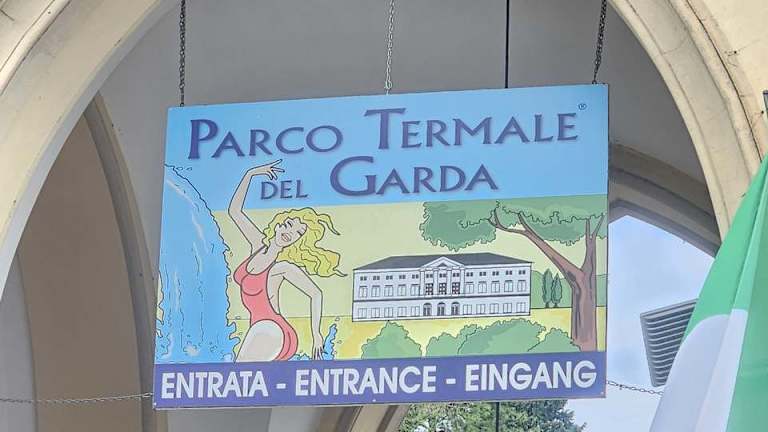 PARCO TERMALE®
DEL GARDA
ENTRATA - ENTRANCE - EINGANG